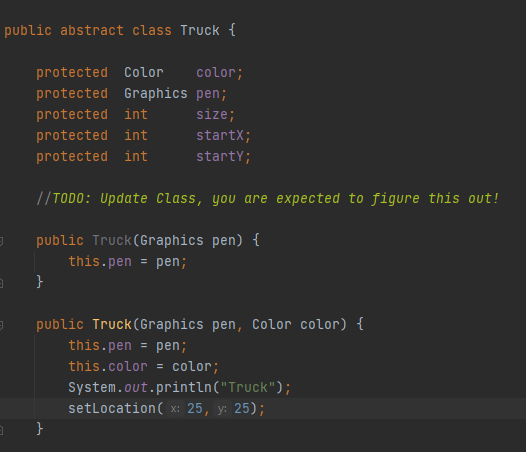 public abstract class Truck {
protected Color color;
protected Graphics pen;
protected int size;
protected int startX;
protected int startY;
//TODO: Update Class, you are expected to figure this out!
public Truck(Graphics pen) {
this.pen = pen;
}
public Truck(Graphics pen, Color color) {
this.pen = pen;
this.color = color;
System.out.println("Truck");
setLocation( x: 25, y: 25);
}